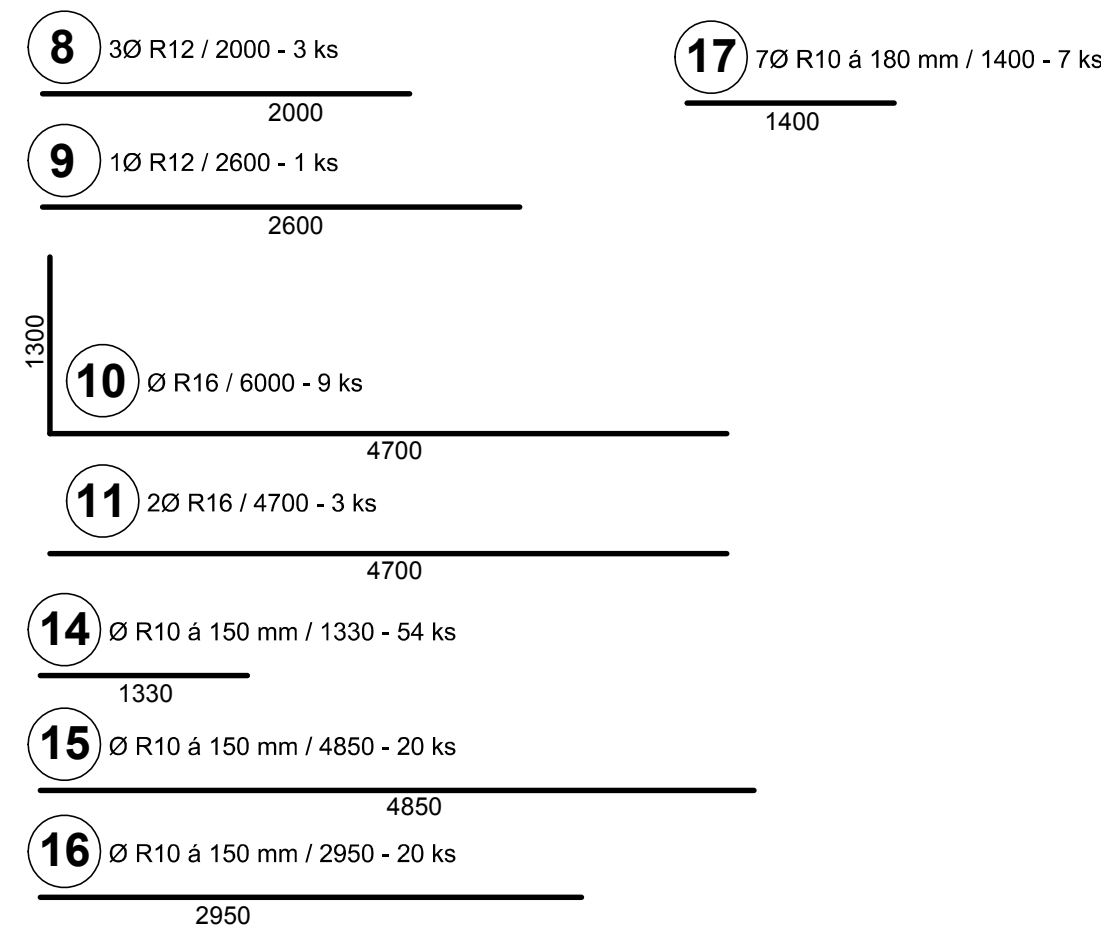 8 3Ø R12 / 2000 - 3 ks
2000
9 1Ø R12 / 2600 - 1 ks
2600
1300
10 Ø R16 / 6000 - 9 ks
4700
11 2Ø R16 / 4700 - 3 ks
4700
14 Ø R10 á 150 mm / 1330 - 54 ks
1330
15 Ø R10 á 150 mm / 4850 - 20 ks
4850
16 Ø R10 á 150 mm / 2950 - 20 ks
2950
17 7Ø R10 á 180 mm / 1400 - 7 ks
1400